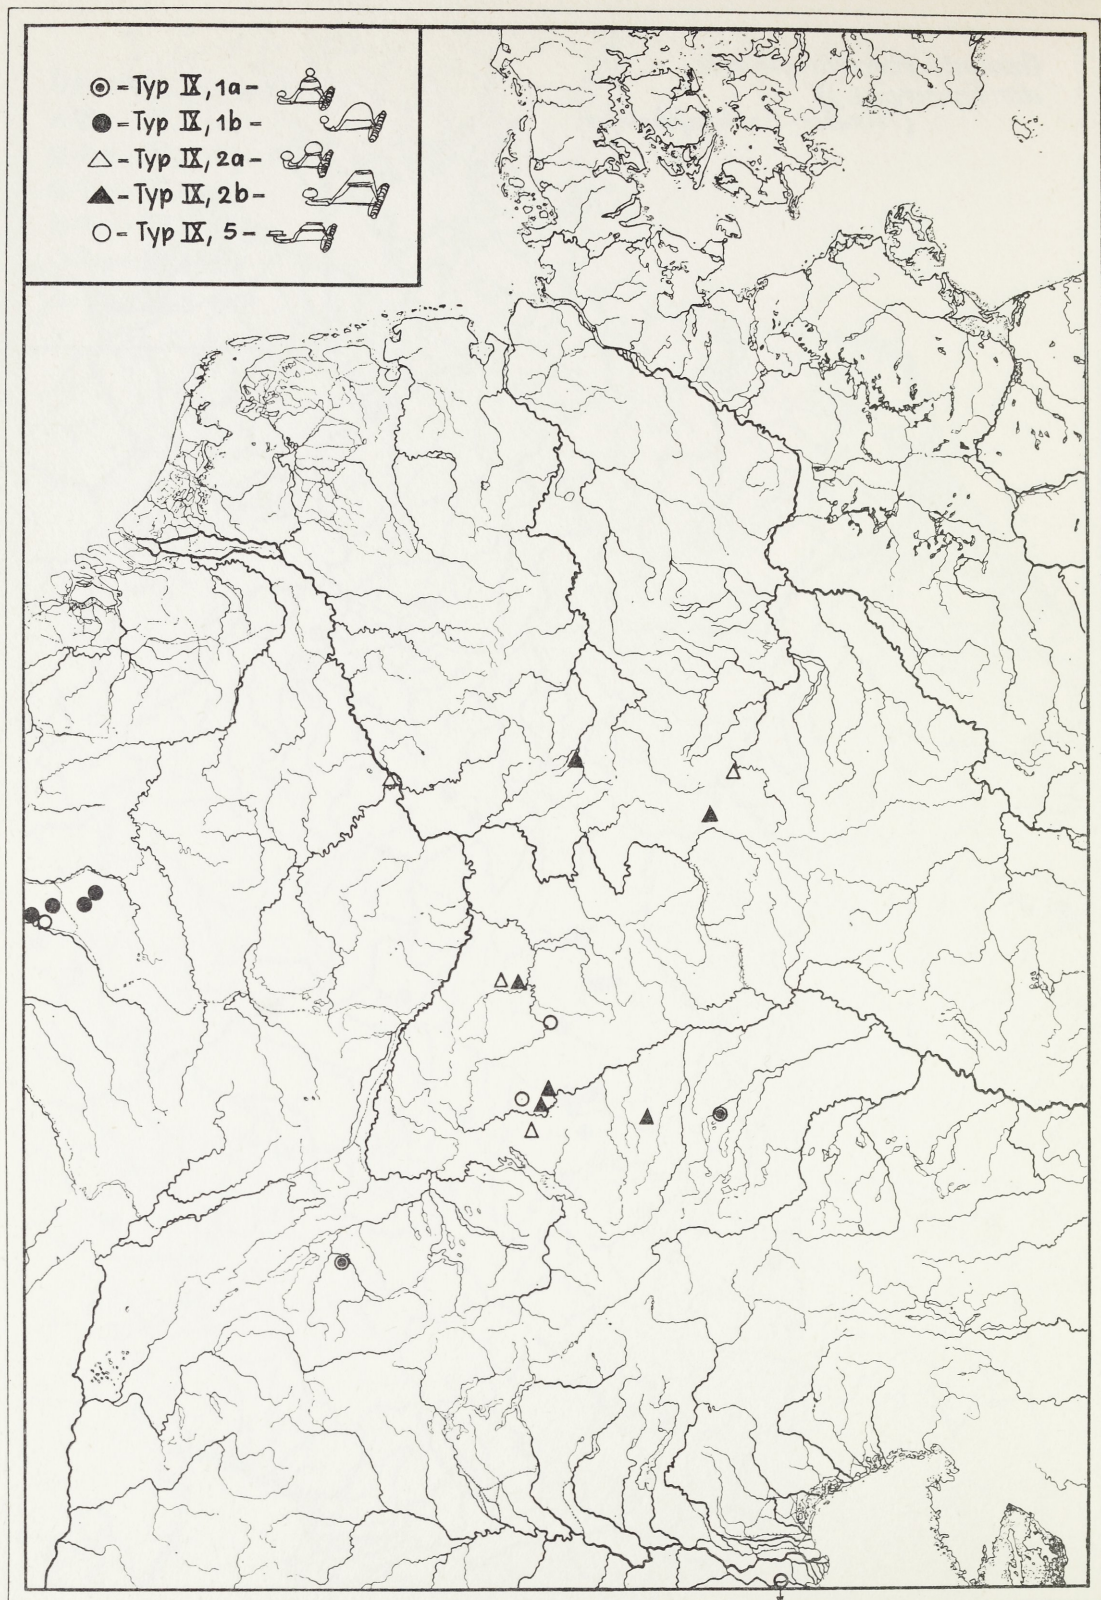 - Typ IX, 1a -
- Typ IX, 1b -
- Typ IX, 2a -
- Typ IX, 2b -
- Typ IX, 5 -